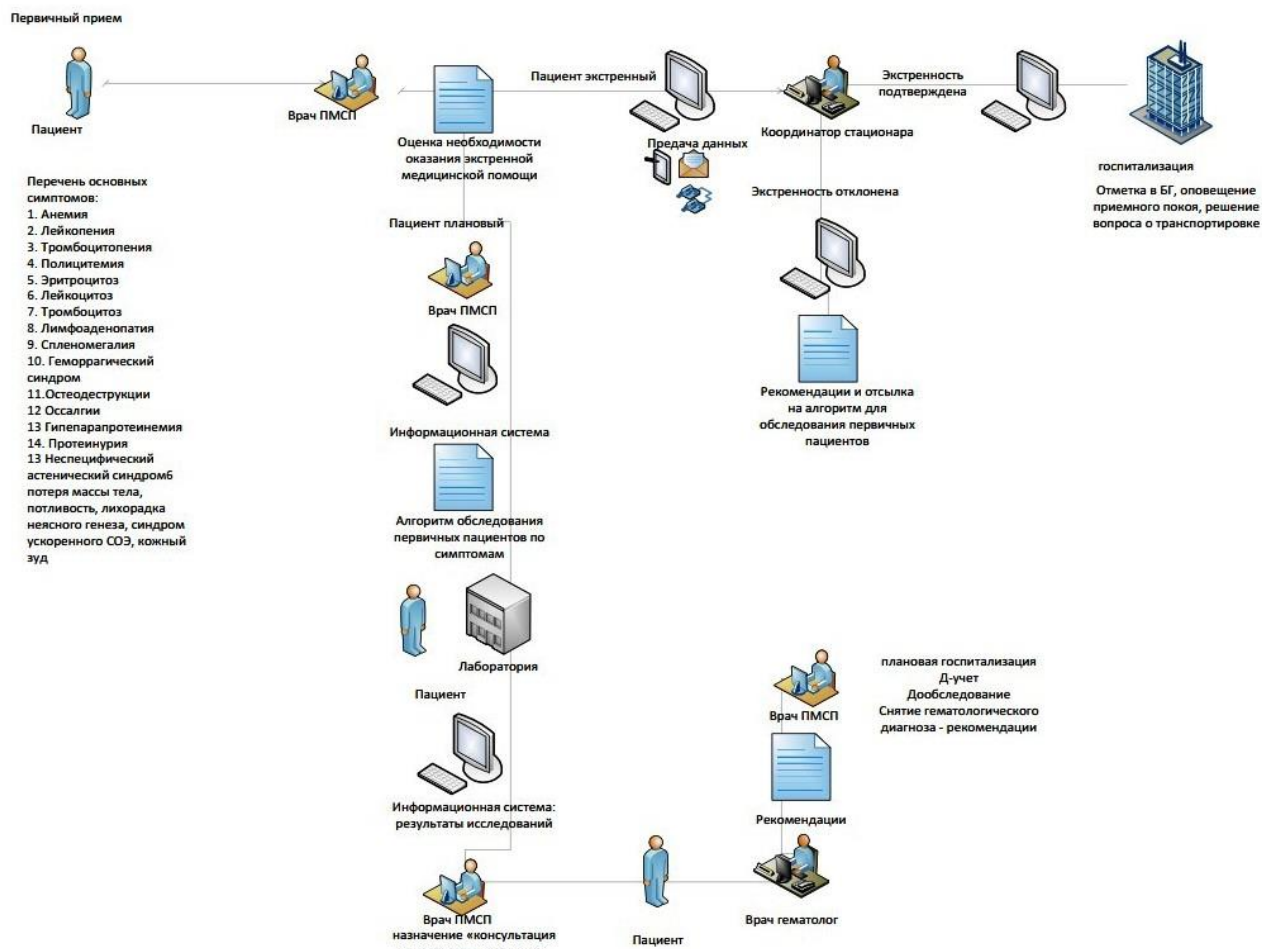 Первичный прием
Пациент
Врач ПМСП
Оценка необходимости
оказания экстренной
медицинской помощи
Пациент экстренный
Предача данных
Координатор стационара
Экстренность
подтверждена
госпитализация
Отметка в БГ, оповещение
приемного покоя, решение
вопроса о транспортировке
Экстренность отклонена
Рекомендации и отсылка
на алгоритм для
обследования первичных
пациентов
Перечень основных
симптомов:
1. Анемия
2. Лейкопения
3. Тромбоцитопения
4. Полицитемия
5. Эритроцитоз
6. Лейкоцитоз
7. Тромбоцитоз
8. Лимфоаденопатия
9. Спленомегалия
10. Геморрагический
синдром
11.Остеодеструкции
12 Оссалгии
13 Гипепарапротеинемия
14. Протеинурия
13 Неспецифический
астенический синдром6
потеря массы тела,
потливость, лихорадка
неясного генеза, синдром
ускоренного СОЭ, кожный
зуд
Пациент плановый
Врач ПМСП
Информационная система
Алгоритм обследования
первичных пациентов по
симптомам
Лаборатория
Пациент
Информационная система:
результаты исследований
Врач ПМСП
назначение «консультация
Пациент
Врач гематолог
Рекомендации
Врач ПМСП
плановая госпитализация
Д-учет
Дообследование
Снятие гематологического
диагноза - рекомендации